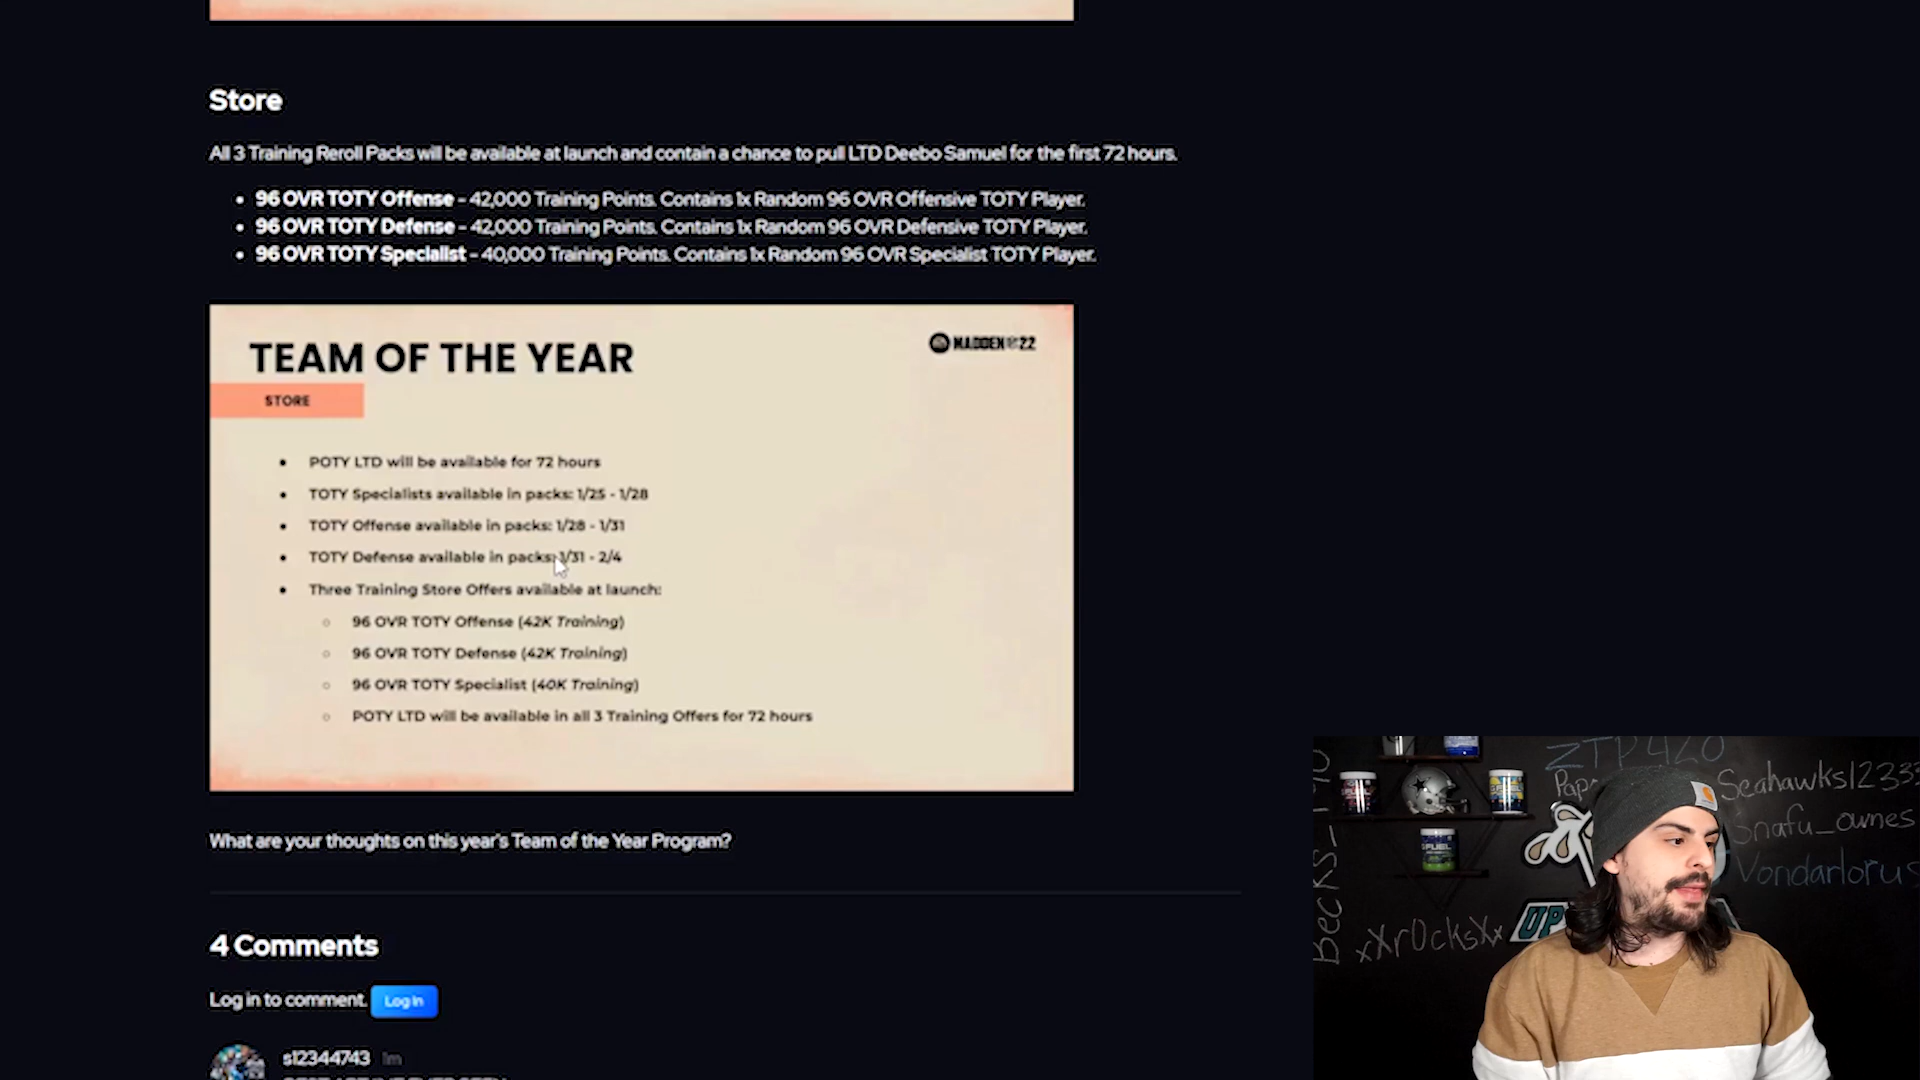 Store
All 3 Training Reroll Packs will be available at launch and contain a chance to pull LTD Deebo Samuel for the first 72 hours.
• 96 OVR TOTY Offense – 42,000 Training Points. Contains 1x Random 96 OVR Offensive TOTY Player.
• 96 OVR TOTY Defense – 42,000 Training Points. Contains 1x Random 96 OVR Defensive TOTY Player.
• 96 OVR TOTY Specialist – 40,000 Training Points. Contains 1x Random 96 OVR Specialist TOTY Player.
TEAM OF THE YEAR
MADDEN 22
STORE
• POTY LTD will be available for 72 hours
• TOTY Specialists available in packs: 1/25 - 1/28
• TOTY Offense available in packs: 1/28 - 1/31
• TOTY Defense available in packs: 1/31 - 2/4
• Three Training Store Offers available at launch:
○ 96 OVR TOTY Offense (42K Training)
○ 96 OVR TOTY Defense (42K Training)
○ 96 OVR TOTY Specialist (40K Training)
○ POTY LTD will be available in all 3 Training Offers for 72 hours
What are your thoughts on this year's Team of the Year Program?
4 Comments
Log in to comment. Log In
s12344743 1m
ZTP420
Seahawks1233
Snafu_ownes
Vondarlorus
xXr0cksXx
UP
FUEL